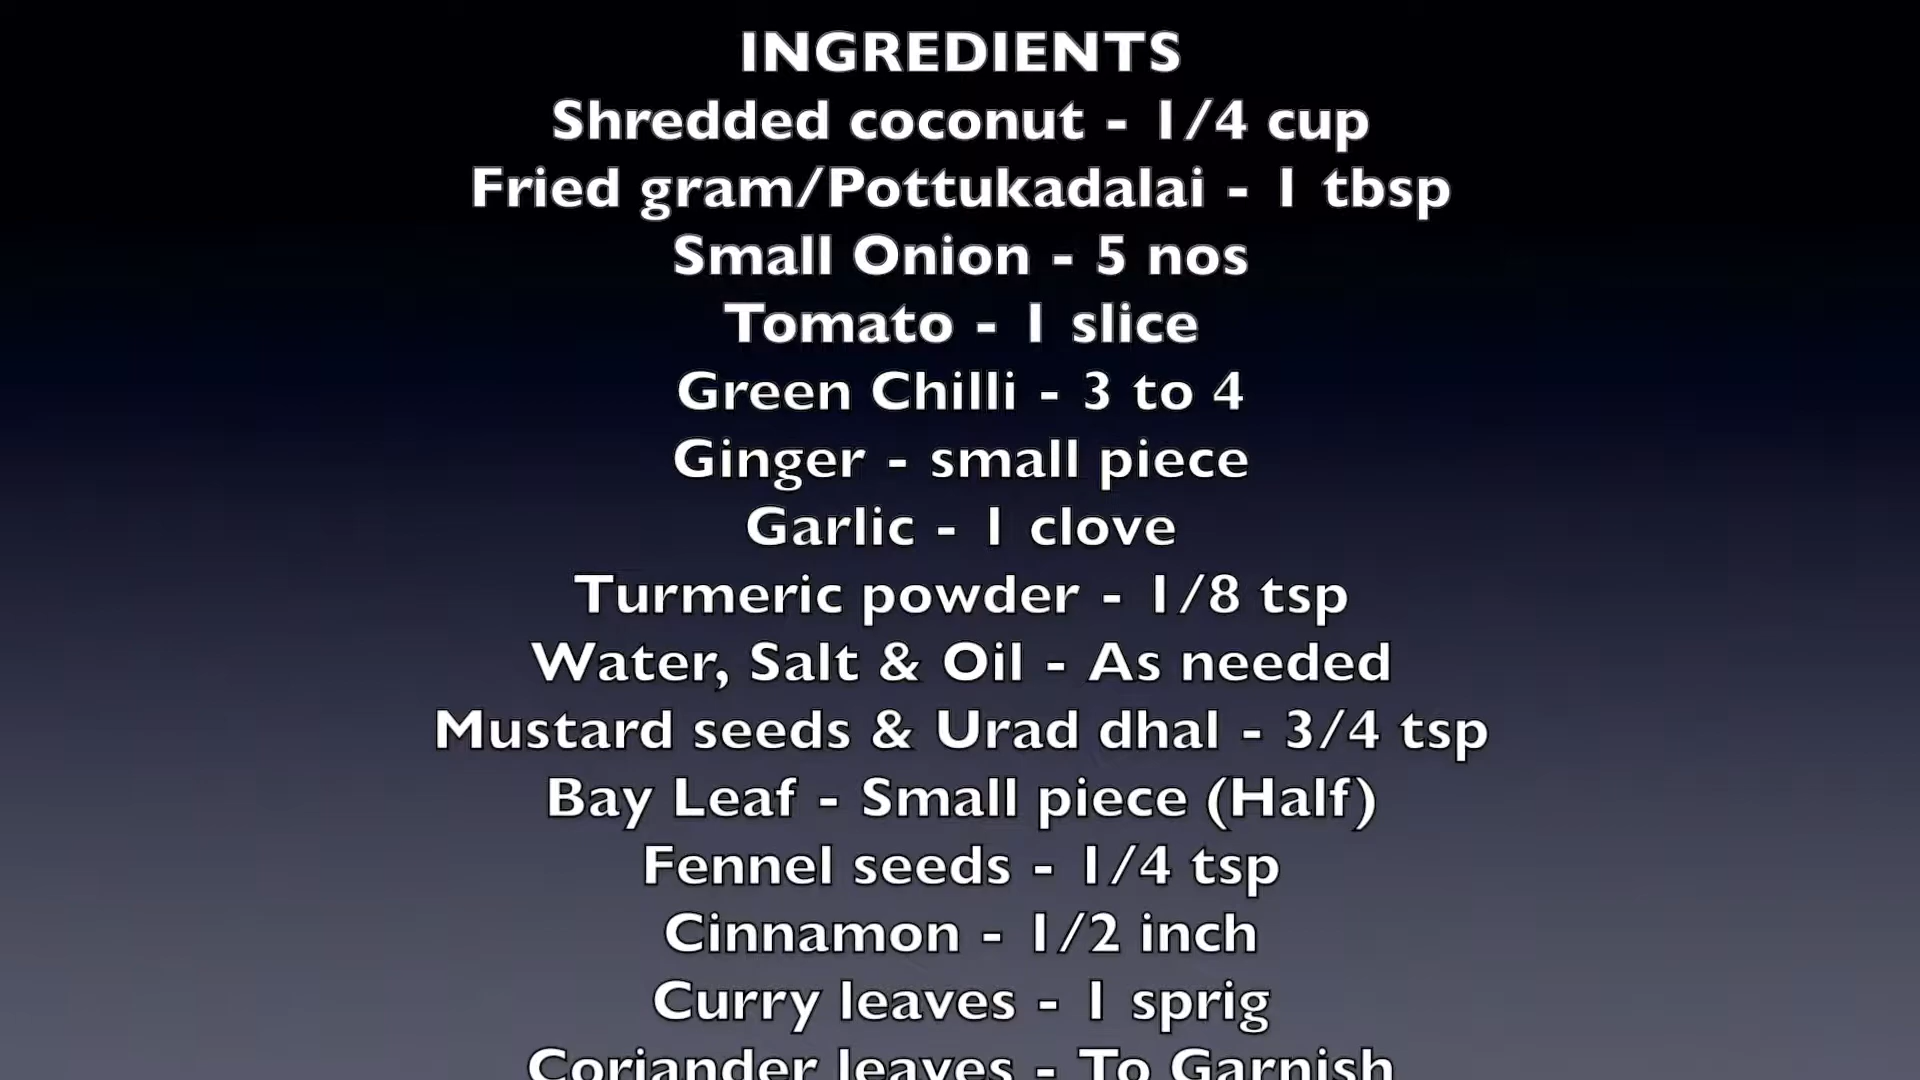 INGREDIENTS
Shredded coconut - 1/4 cup
Fried gram/Pottukadalai - 1 tbsp
Small Onion - 5 nos
Tomato - 1 slice
Green Chilli - 3 to 4
Ginger - small piece
Garlic - 1 clove
Turmeric powder - 1/8 tsp
Water, Salt & Oil - As needed
Mustard seeds & Urad dhal - 3/4 tsp
Bay Leaf - Small piece (Half)
Fennel seeds - 1/4 tsp
Cinnamon - 1/2 inch
Curry leaves - 1 sprig
Coriander leaves - To Garnish